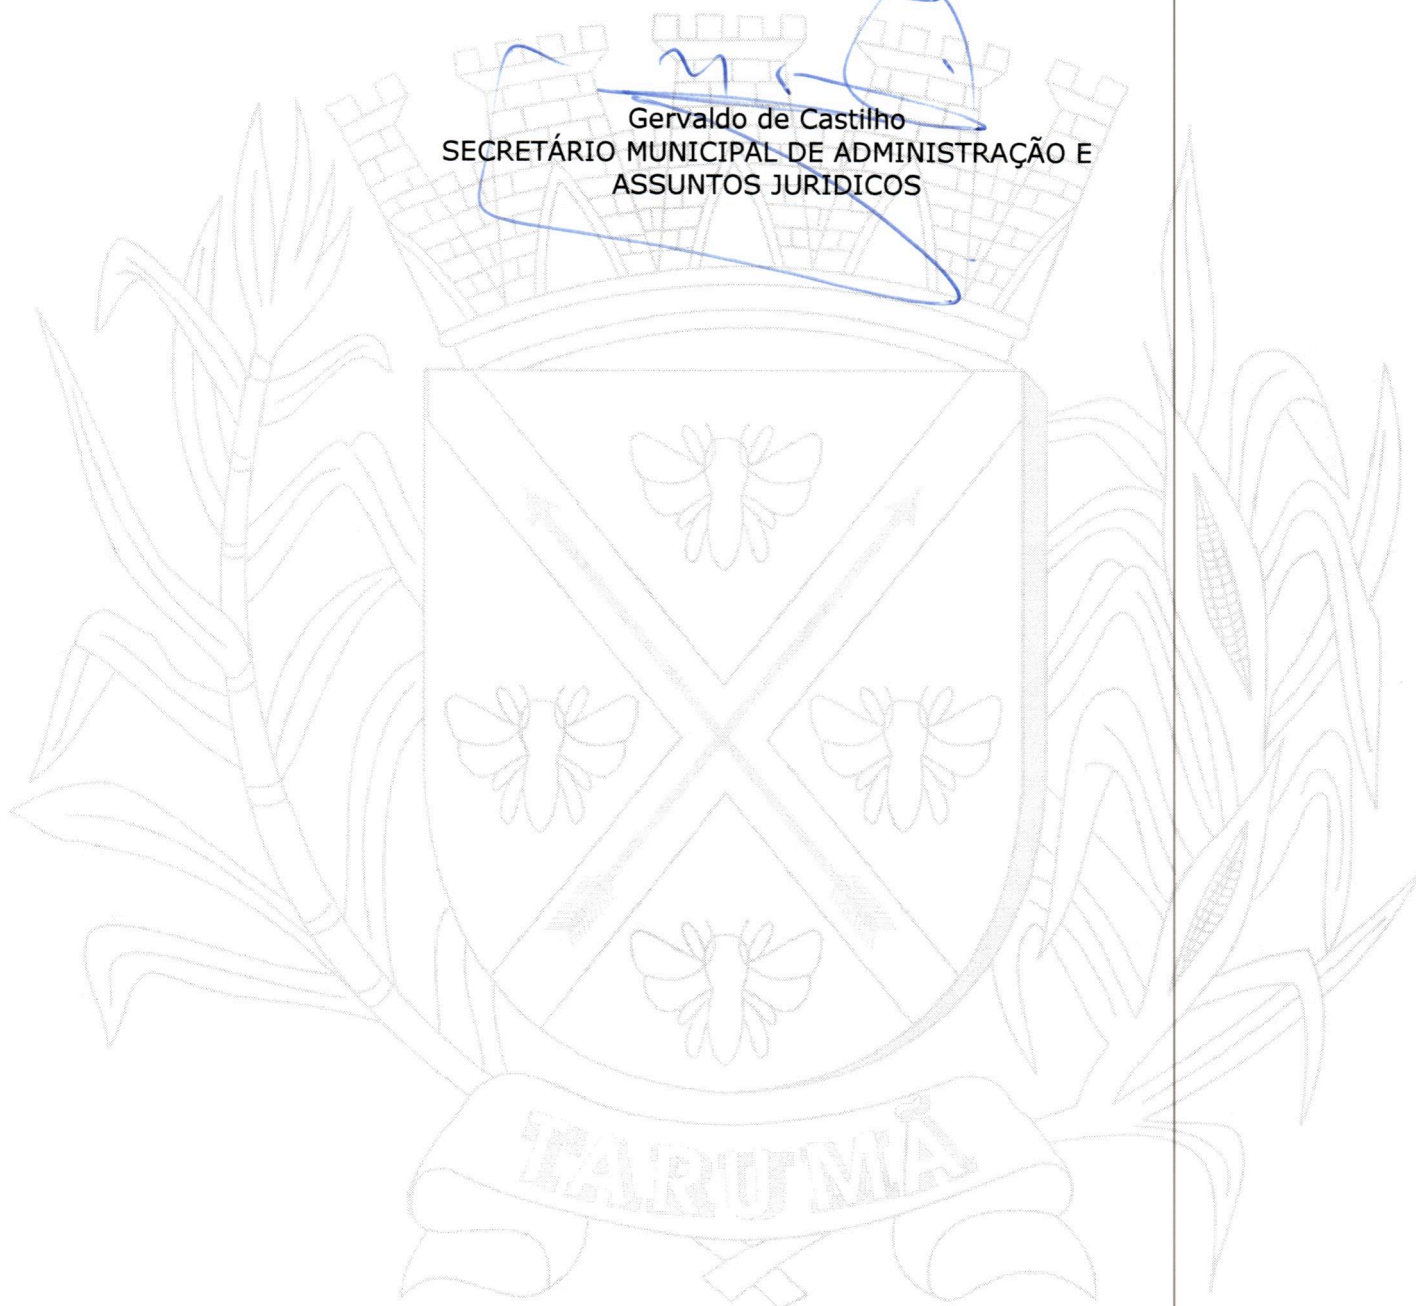 Gervaldo de Castilho
SECRETÁRIO MUNICIPAL DE ADMINISTRAÇÃO E
ASSUNTOS JURIDICOS
TARUMÃ